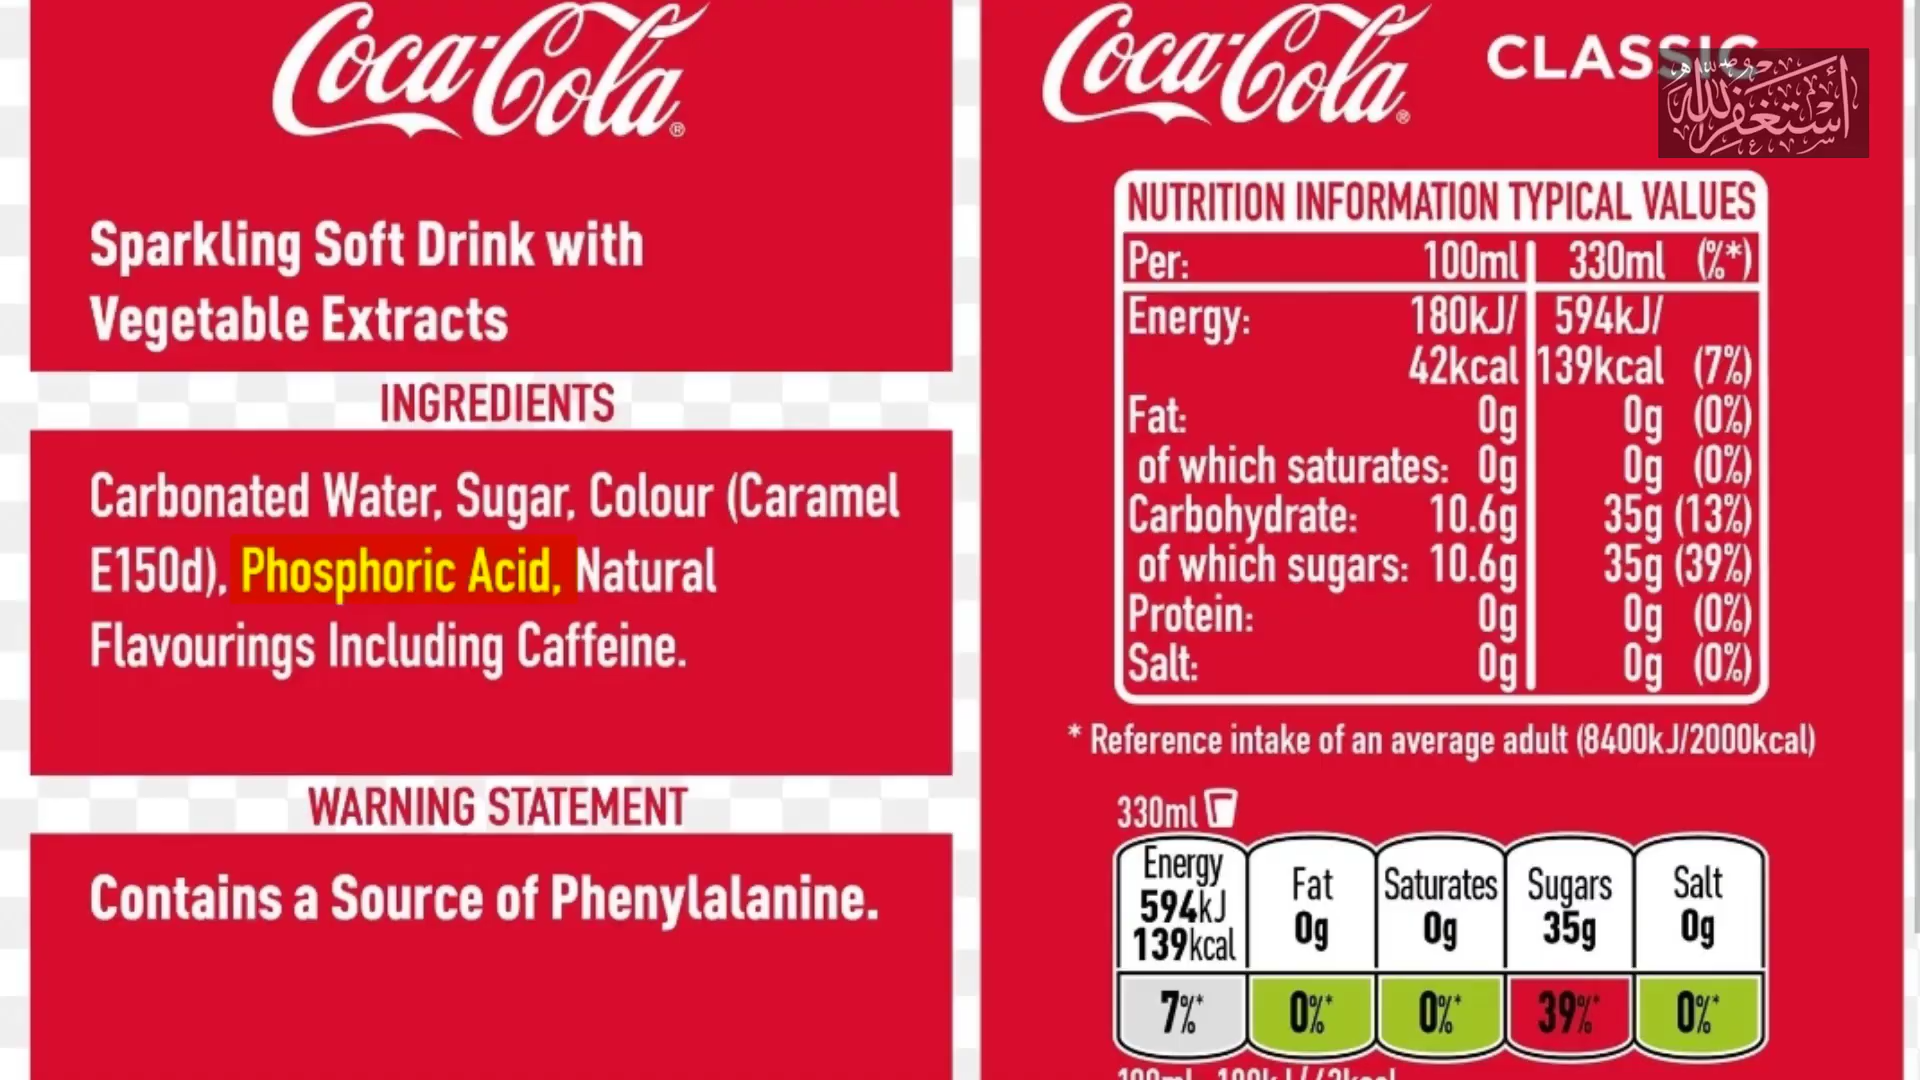 Coca-Cola®
Sparkling Soft Drink with
Vegetable Extracts
INGREDIENTS
Carbonated Water, Sugar, Colour (Caramel
E150d), Phosphoric Acid, Natural
Flavourings Including Caffeine.
WARNING STATEMENT
Contains a Source of Phenylalanine.
Coca-Cola® CLASSIC
أستغفر الله
NUTRITION INFORMATION TYPICAL VALUES
Per: 100ml 330ml (%*)
Energy: 180kJ/ 594kJ/
42kcal 139kcal (7%)
Fat: 0g 0g (0%)
of which saturates: 0g 0g (0%)
Carbohydrate: 10.6g 35g (13%)
of which sugars: 10.6g 35g (39%)
Protein: 0g 0g (0%)
Salt: 0g 0g (0%)
* Reference intake of an average adult (8400kJ/2000kcal)
330ml
Energy Fat Saturates Sugars Salt
594kJ 0g 0g 35g 0g
139kcal
7%* 0%* 0%* 39%* 0%*